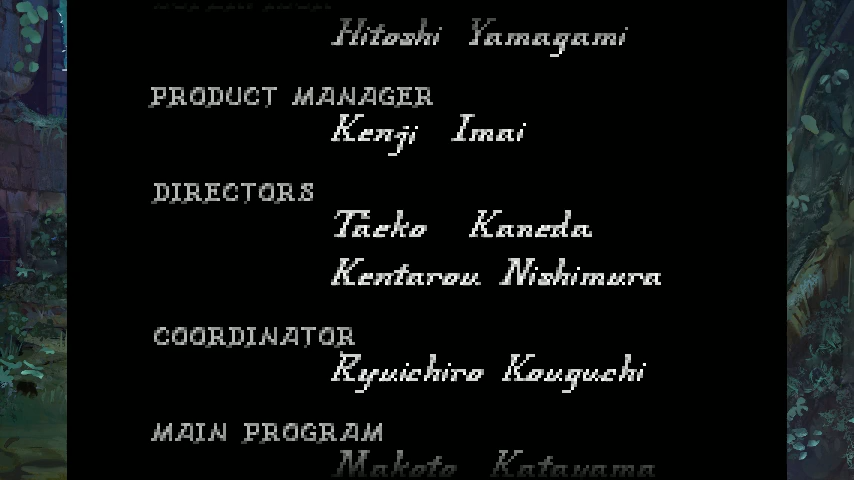 Hitoshi Yamagami
PRODUCT MANAGER
Kenji Imai
DIRECTORS
Taeko Kaneda
Kentarou Nishimura
COORDINATOR
Ryuichiro Kouguchi
MAIN PROGRAM
Makoto Katayama